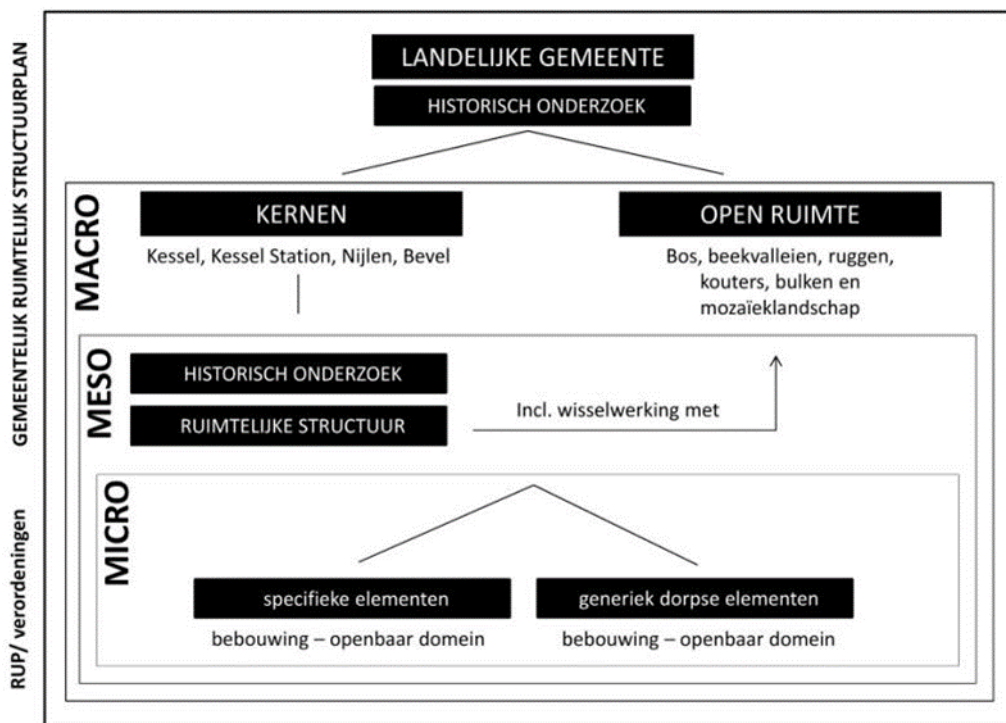 GEMEENTELIJK RUIMTELIJK STRUCTUURPLAN
RUP/ verordeningen
LANDELIJKE GEMEENTE
HISTORISCH ONDERZOEK
MACRO
KERNEN
Kessel, Kessel Station, Nijlen, Bevel
OPEN RUIMTE
Bos, beekvalleien, ruggen,
kouters, bulken en
mozaïeklandschap
MESO
HISTORISCH ONDERZOEK
RUIMTELIJKE STRUCTUUR
Incl. wisselwerking met
MICRO
specifieke elementen
bebouwing – openbaar domein
generiek dorpse elementen
bebouwing – openbaar domein